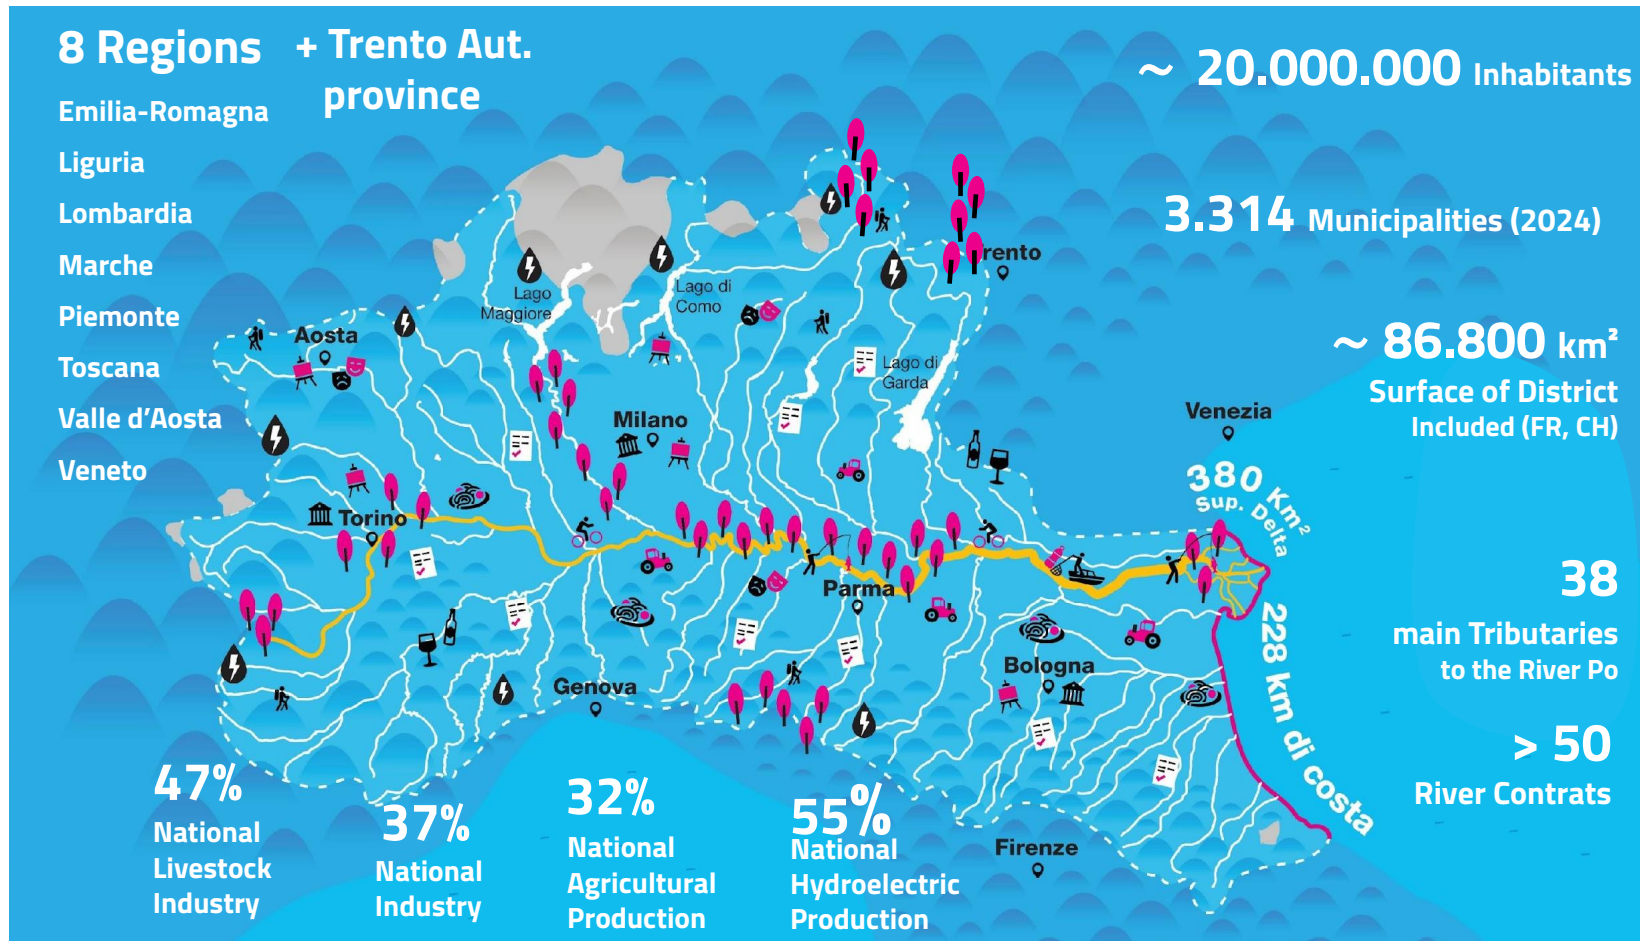 8 Regions
+ Trento Aut.
province
Emilia-Romagna
Liguria
Lombardia
Marche
Piemonte
Toscana
Valle d'Aosta
Veneto
~ 20.000.000 Inhabitants
3.314 Municipalities (2024)
~ 86.800 km²
Surface of District
Included (FR, CH)
38
main Tributaries
to the River Po
> 50
River Contrats
Trento
Lago
Maggiore
Lago di
Como
Aosta
Lago di
Garda
Milano
Venezia
380 Km²
Sup. Delta
Torino
Parma
228 km di costa
Bologna
Genova
Firenze
47%
National
Livestock
Industry
37%
National
Industry
32%
National
Agricultural
Production
55%
National
Hydroelectric
Production